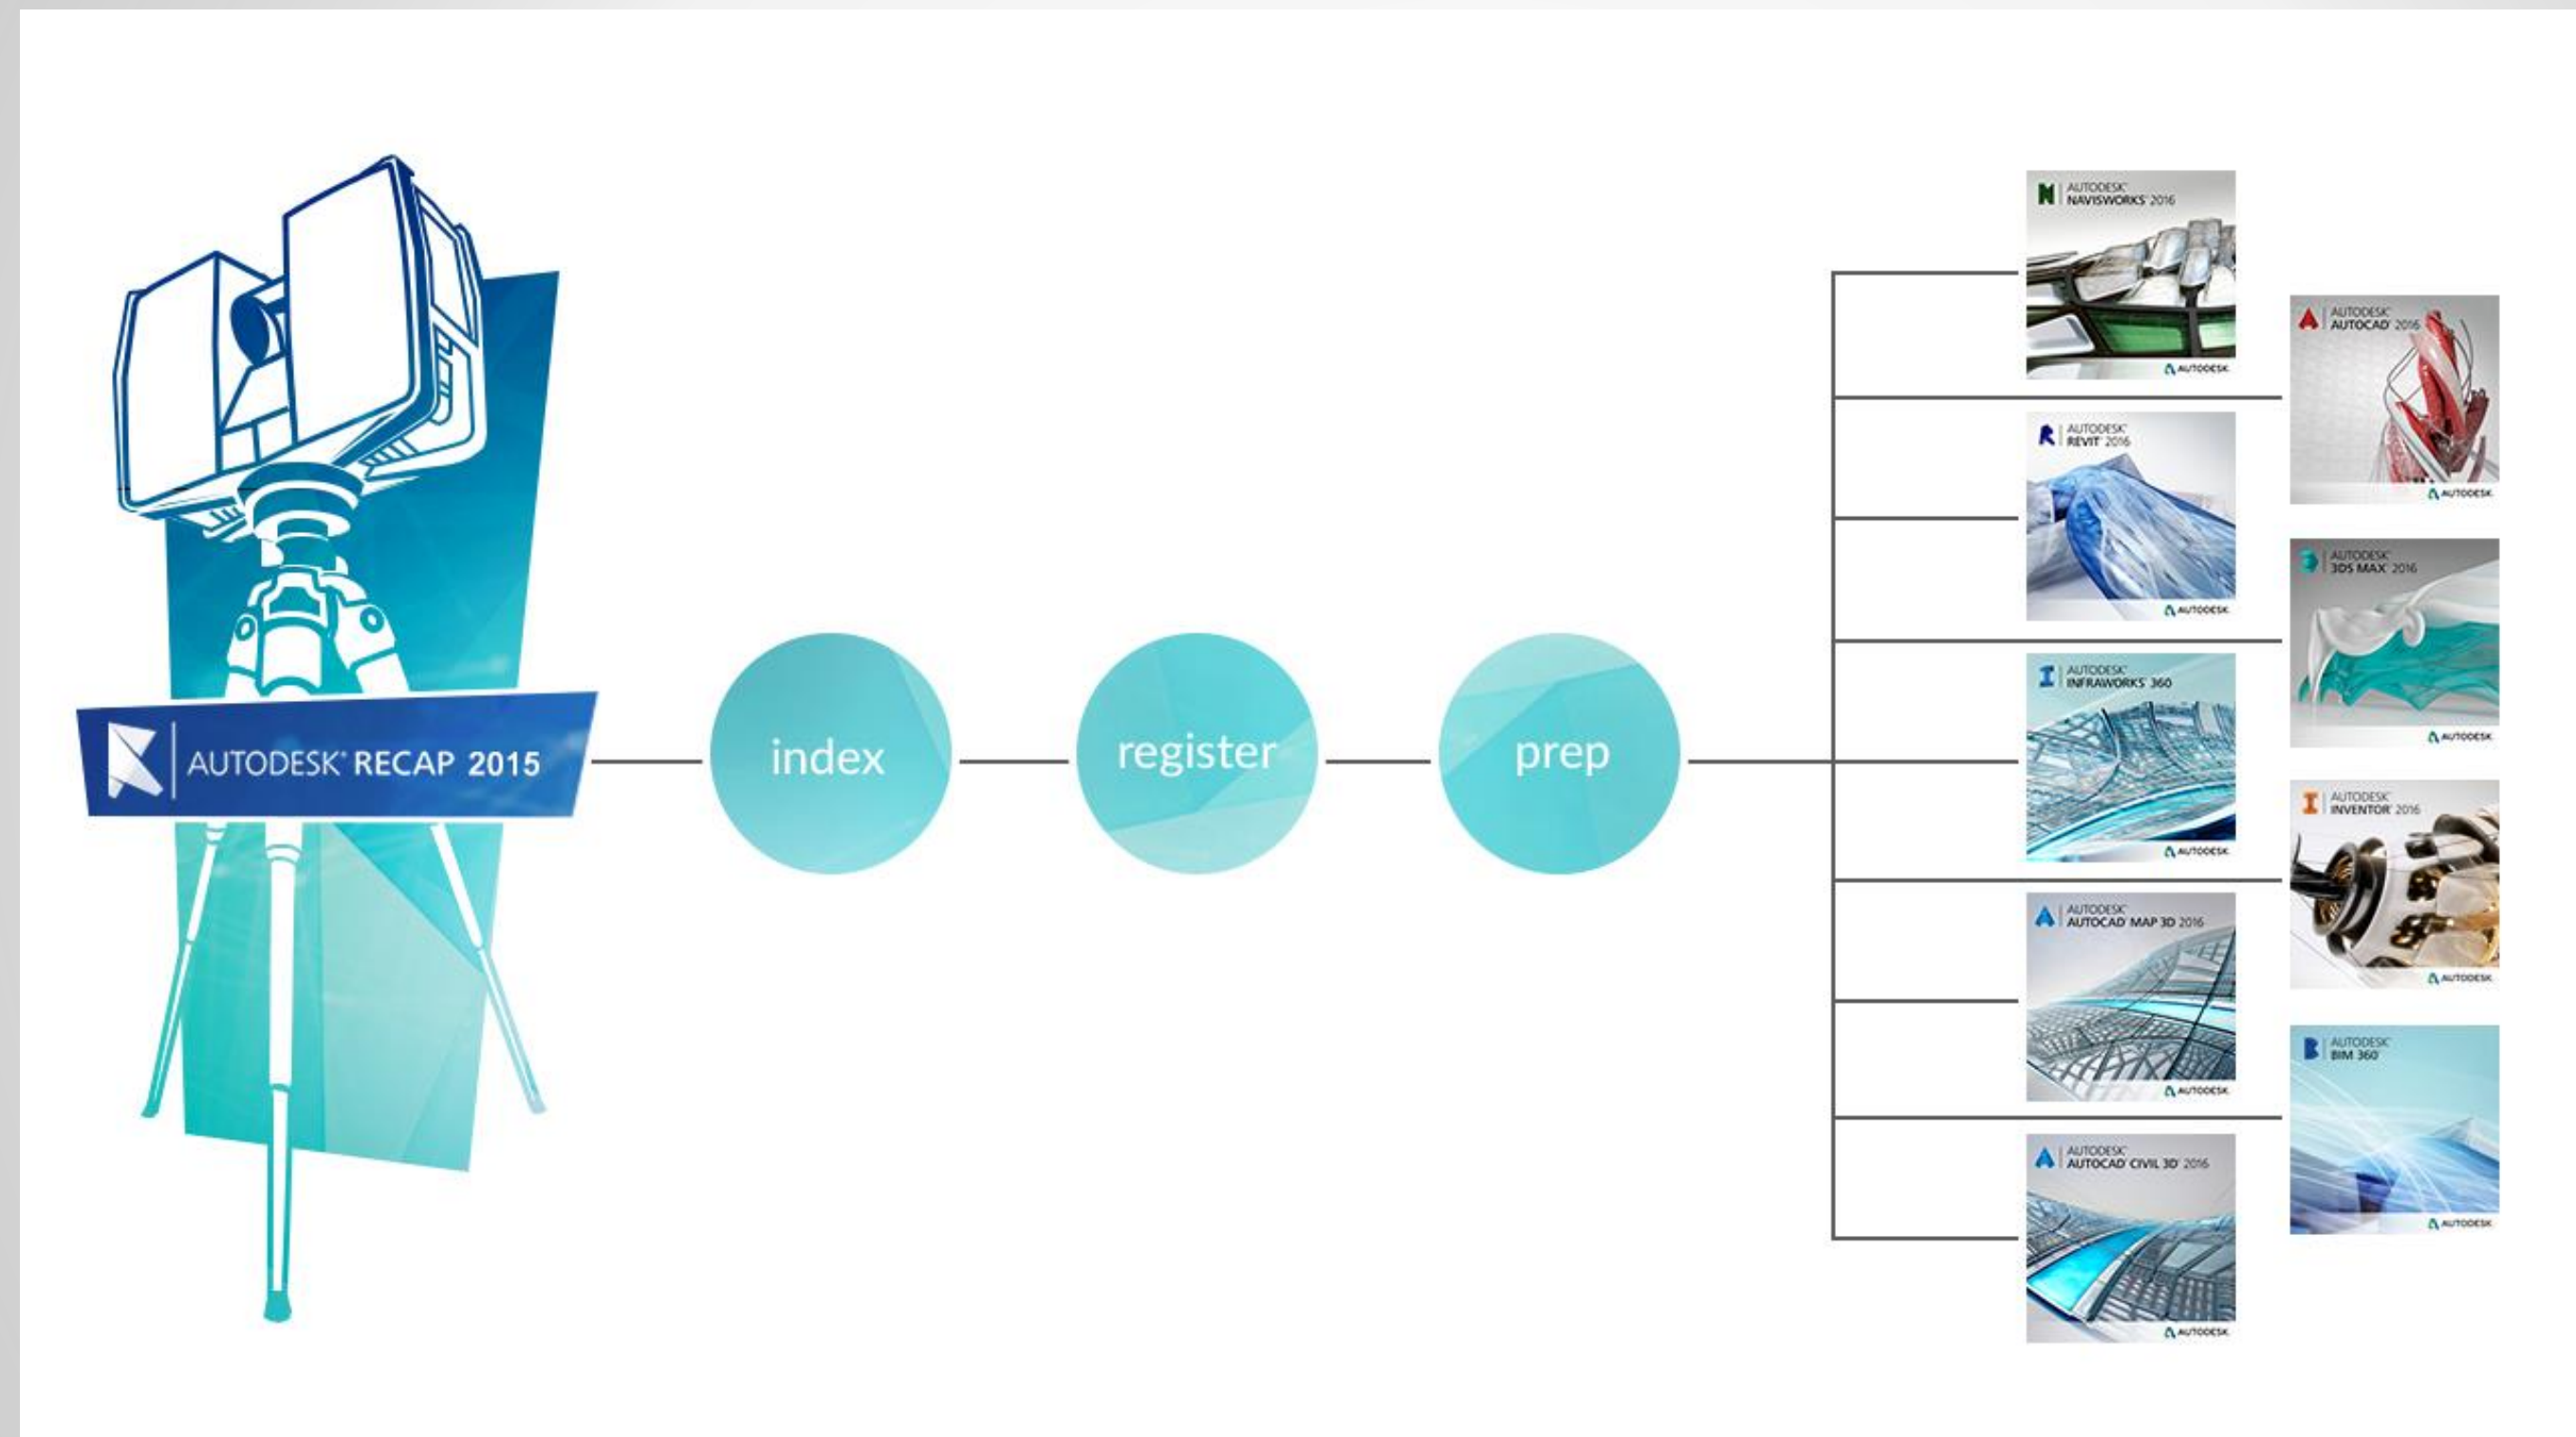 AUTODESK® RECAP 2015
index
register
prep
AUTODESK®
NAVISWORKS® 2016
AUTODESK
AUTODESK®
AUTOCAD® 2016
AUTODESK
AUTODESK®
REVIT® 2016
AUTODESK
AUTODESK®
3DS MAX® 2016
AUTODESK
AUTODESK®
INFRAWORKS® 360
AUTODESK
AUTODESK®
INVENTOR® 2016
AUTODESK
AUTODESK®
AUTOCAD® MAP 3D 2016
AUTODESK
AUTODESK®
BIM 360™
AUTODESK
AUTODESK®
AUTOCAD® CIVIL 3D® 2016
AUTODESK